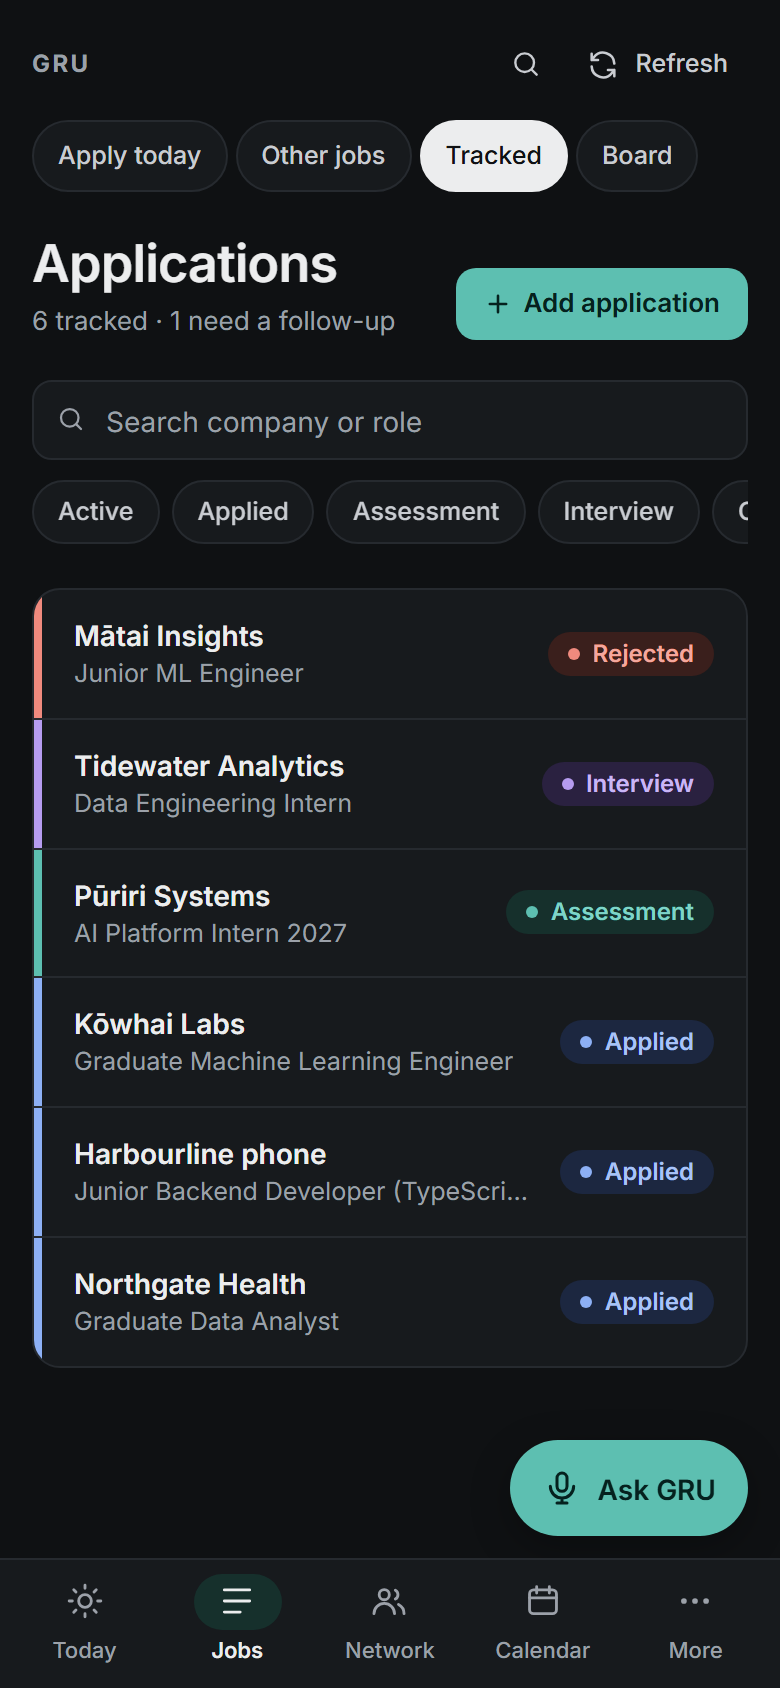 GRU
Refresh
Apply today
Other jobs
Tracked
Board
Applications
6 tracked · 1 need a follow-up
+ Add application
Search company or role
Active
Applied
Assessment
Interview
Mātai Insights
Junior ML Engineer
Rejected
Tidewater Analytics
Data Engineering Intern
Interview
Pūriri Systems
AI Platform Intern 2027
Assessment
Kōwhai Labs
Graduate Machine Learning Engineer
Applied
Harbourline phone
Junior Backend Developer (TypeScri...
Applied
Northgate Health
Graduate Data Analyst
Applied
Ask GRU
Today
Jobs
Network
Calendar
More